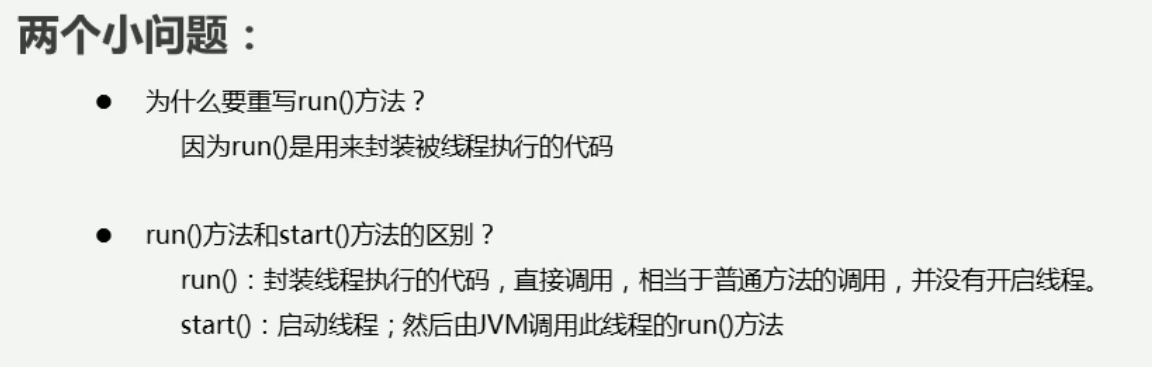 两个小问题：
● 为什么要重写run()方法？
因为run()是用来封装被线程执行的代码
● run()方法和start()方法的区别？
run()：封装线程执行的代码，直接调用，相当于普通方法的调用，并没有开启线程。
start()：启动线程；然后由JVM调用此线程的run()方法